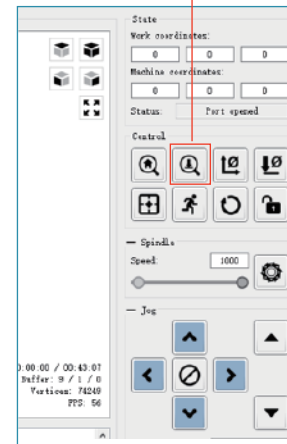 State
Work coordinates:
0 0 0
Machine coordinates:
0 0 0
Status: Port opened
Control
Spindle
Speed: 1000
Jog
0:00:00 / 00:43:07
Buffer: 9 / 1 / 0
Vertices: 74249
FPS: 56